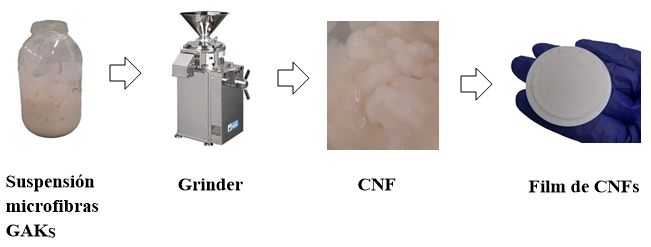 Suspensión
microfibras
GAKs
Grinder
CNF
Film de CNFs